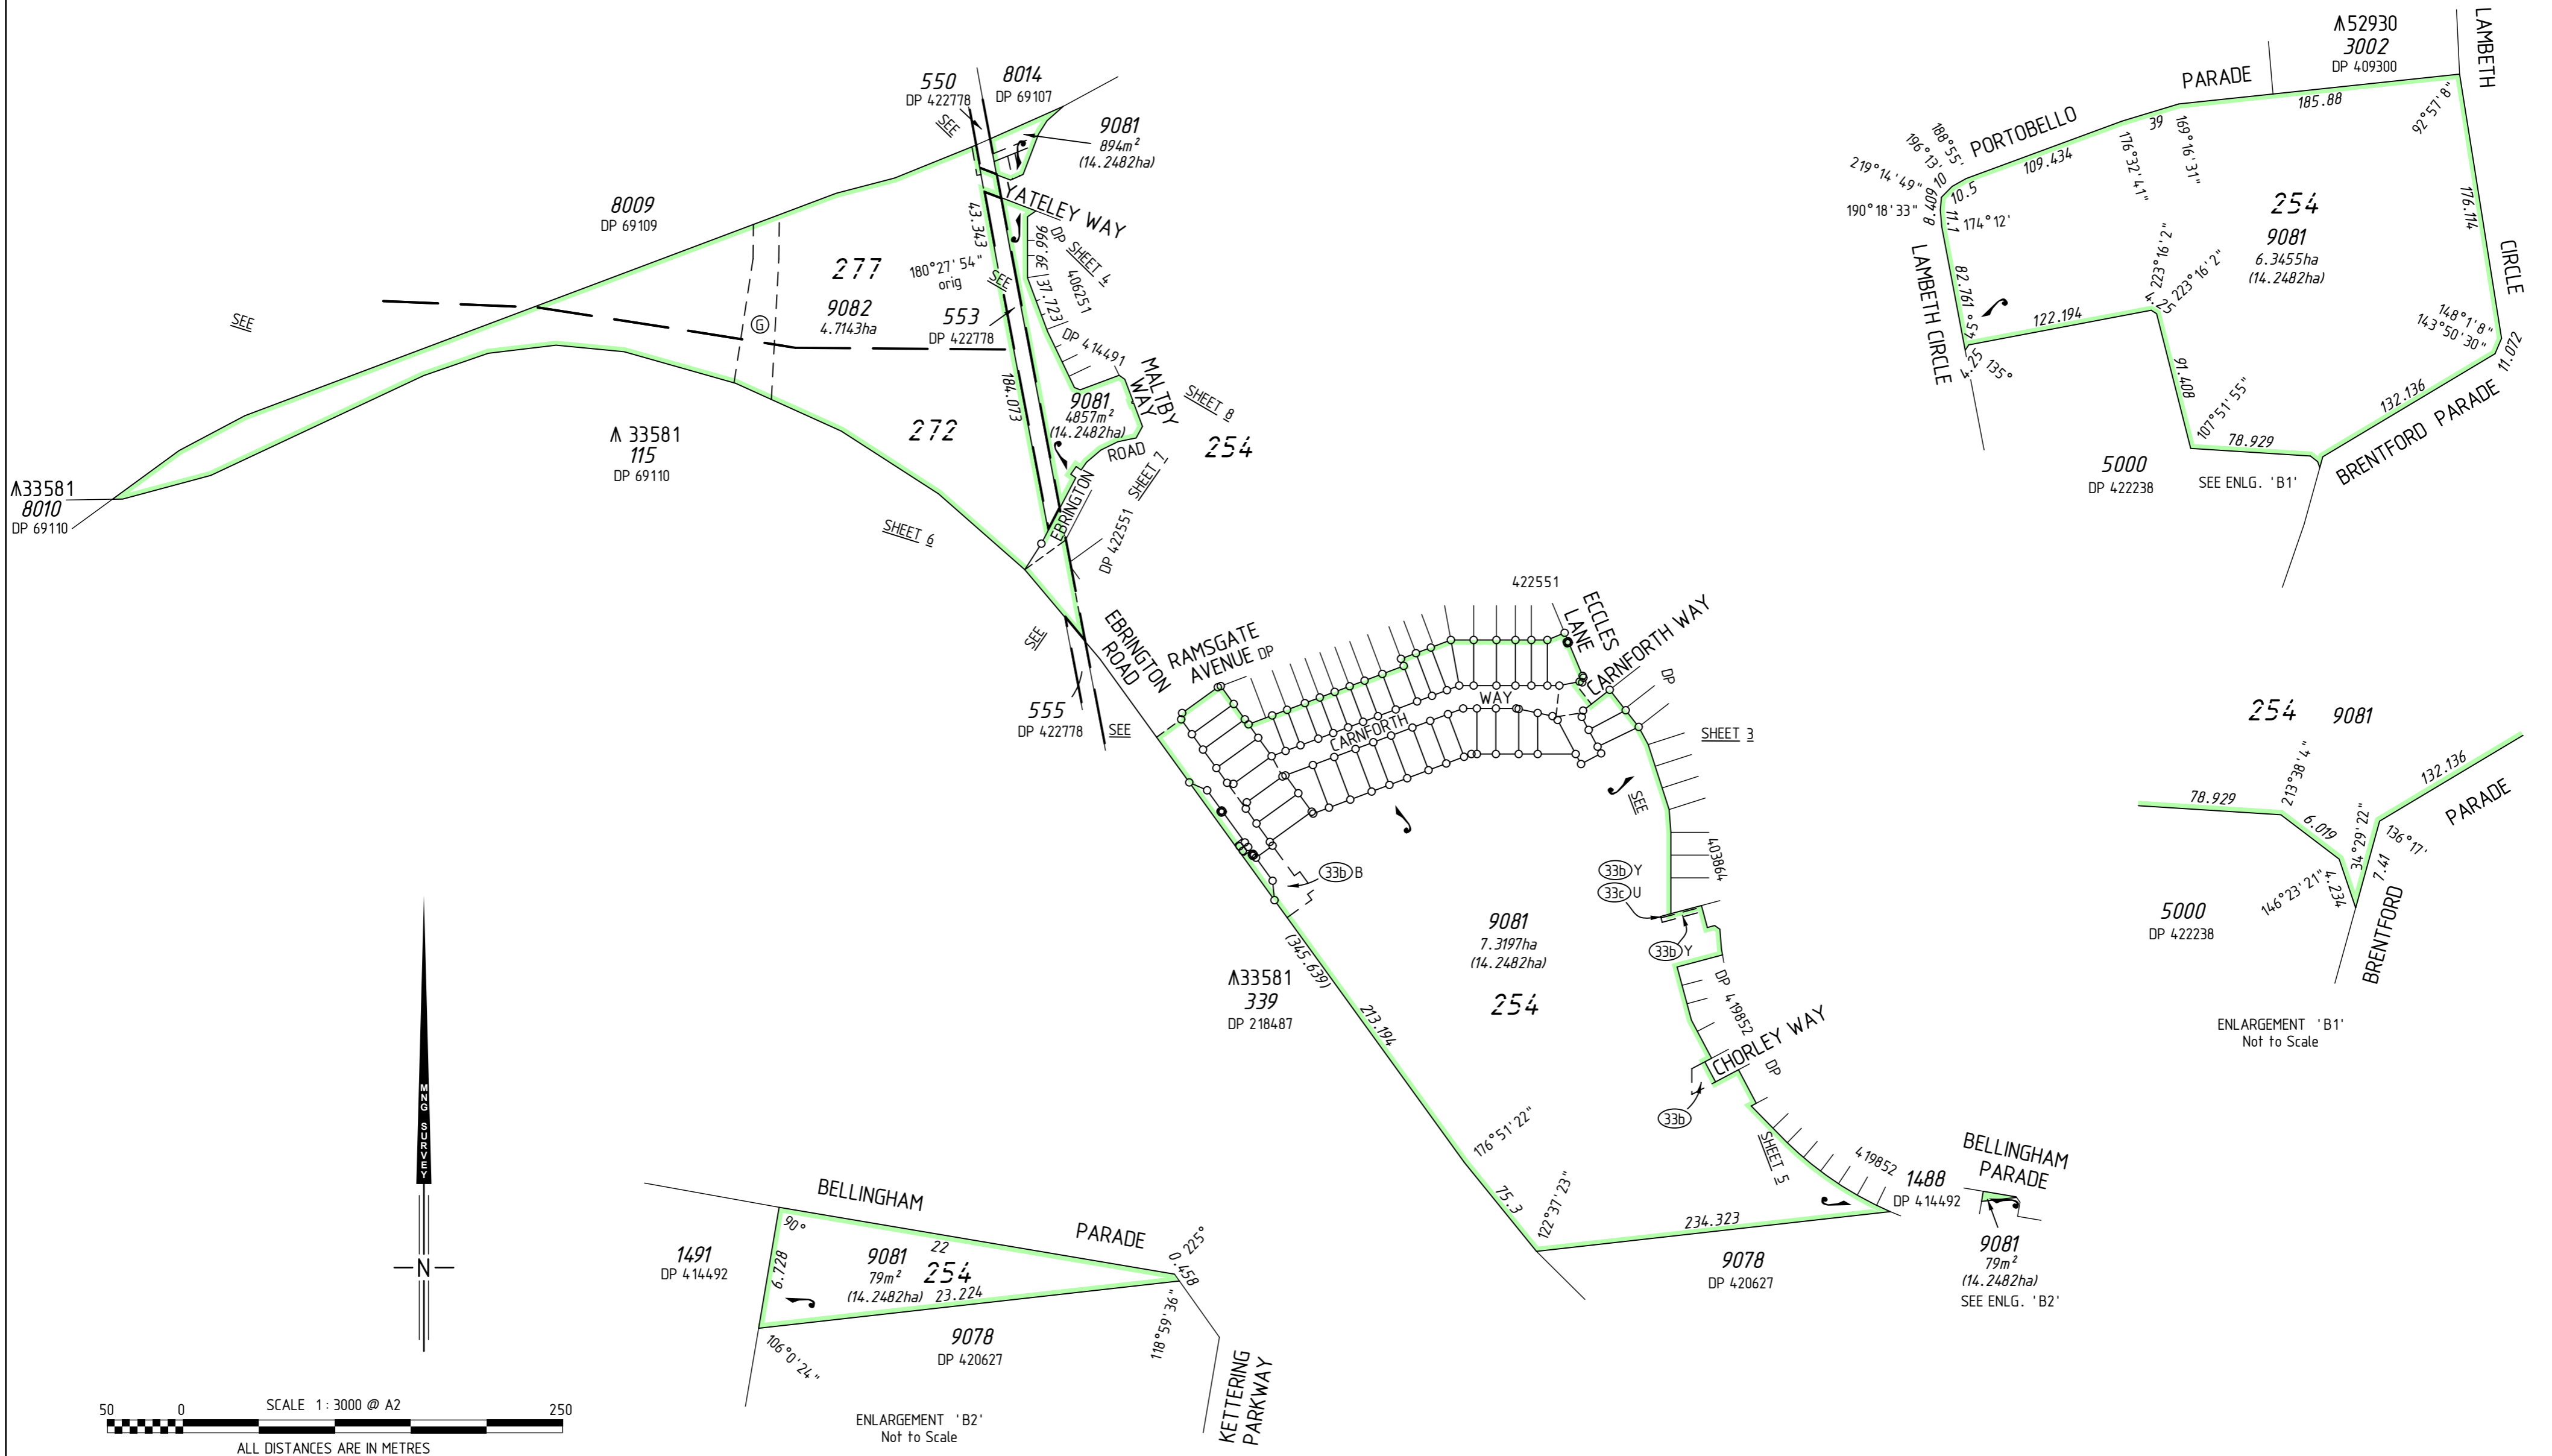 550
DP 422778
SEE
8014
DP 69107
9081
894m²
(14.2482ha)
YATELEY WAY
8009
DP 69109
277
9082
4.7143ha
G
180°27'54"
orig
43.343
SEE
553
DP 422778
36.966
37.723
DP
406251
SHEET 4
DP 414491
MALTBY
WAY
SHEET 8
9081
4857m²
(14.2482ha)
254
ROAD
EBRINGTON
SHEET 7
DP 422551
184.073
272
SEE
⩚ 33581
115
DP 69110
⩚33581
8010
DP 69110
SHEET 6
SEE
555
DP 422778
SEE
EBRINGTON
ROAD
RAMSGATE
AVENUE
DP
422551
ECCLES
LANE
CARNFORTH WAY
CARNFORTH
WAY
DP
SHEET 3
SEE
403864
33b B
33b Y
33c U
33b Y
9081
7.3197ha
(14.2482ha)
254
(345.639)
213.194
⩚33581
339
DP 218487
DP 419852
CHORLEY WAY
DP
33b
176°51'22"
75.3
122°37'23"
234.323
SHEET 5
419852
1488
DP 414492
9078
DP 420627
BELLINGHAM
PARADE
9081
79m²
(14.2482ha)
SEE ENLG. 'B2'
⩚52930
3002
DP 409300
LAMBETH
CIRCLE
PARADE
PORTOBELLO
185.88
92°57'8"
39
169°16'31"
176°32'41"
109.434
188°55'
196°13'
219°14'49"
190°18'33"
10
10.5
8.409
11.1
174°12'
254
9081
6.3455ha
(14.2482ha)
176.114
LAMBETH CIRCLE
82.761
45°
4.25
135°
122.194
4.25
223°16'2"
223°16'2"
148°1'8"
143°50'30"
11.072
91.408
107°51'55"
132.136
BRENTFORD PARADE
78.929
SEE ENLG. 'B1'
5000
DP 422238
254
9081
78.929
213°38'4"
6.019
34°29'22"
132.136
PARADE
136°17'
7.41
146°23'21"
4.234
BRENTFORD
5000
DP 422238
ENLARGEMENT 'B1'
Not to Scale
BELLINGHAM
PARADE
90°
22
225°
0.458
1491
DP 414492
6.728
9081
79m²
(14.2482ha)
254
23.224
106°0'24"
118°59'36"
9078
DP 420627
KETTERING
PARKWAY
ENLARGEMENT 'B2'
Not to Scale
MNG SURVEY
N
SCALE 1 : 3000 @ A2
50 0 250
ALL DISTANCES ARE IN METRES